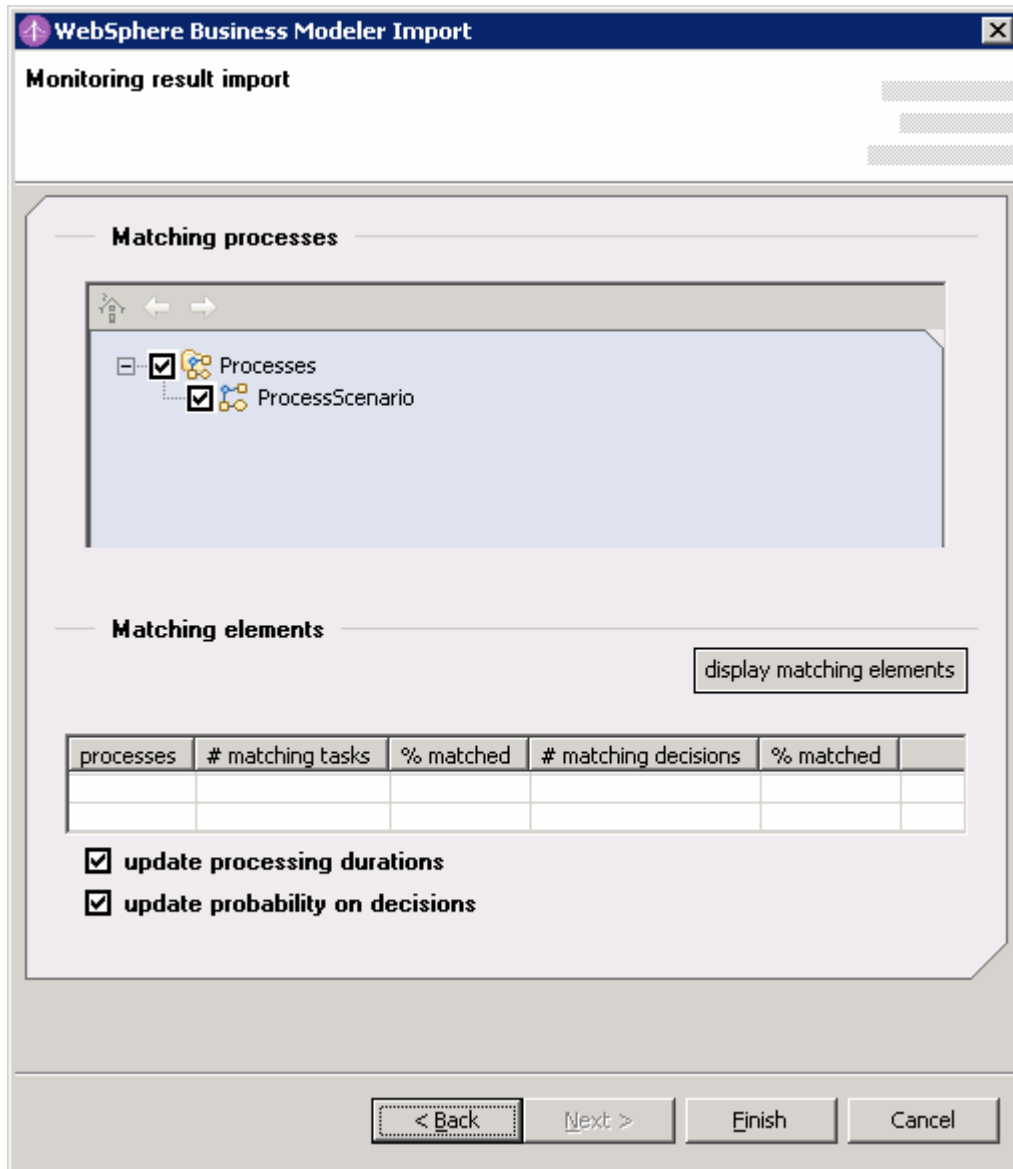 WebSphere Business Modeler Import
Monitoring result import
Matching processes
Processes
ProcessScenario
Matching elements
display matching elements
processes # matching tasks % matched # matching decisions % matched
update processing durations
update probability on decisions
< Back Next > Finish Cancel